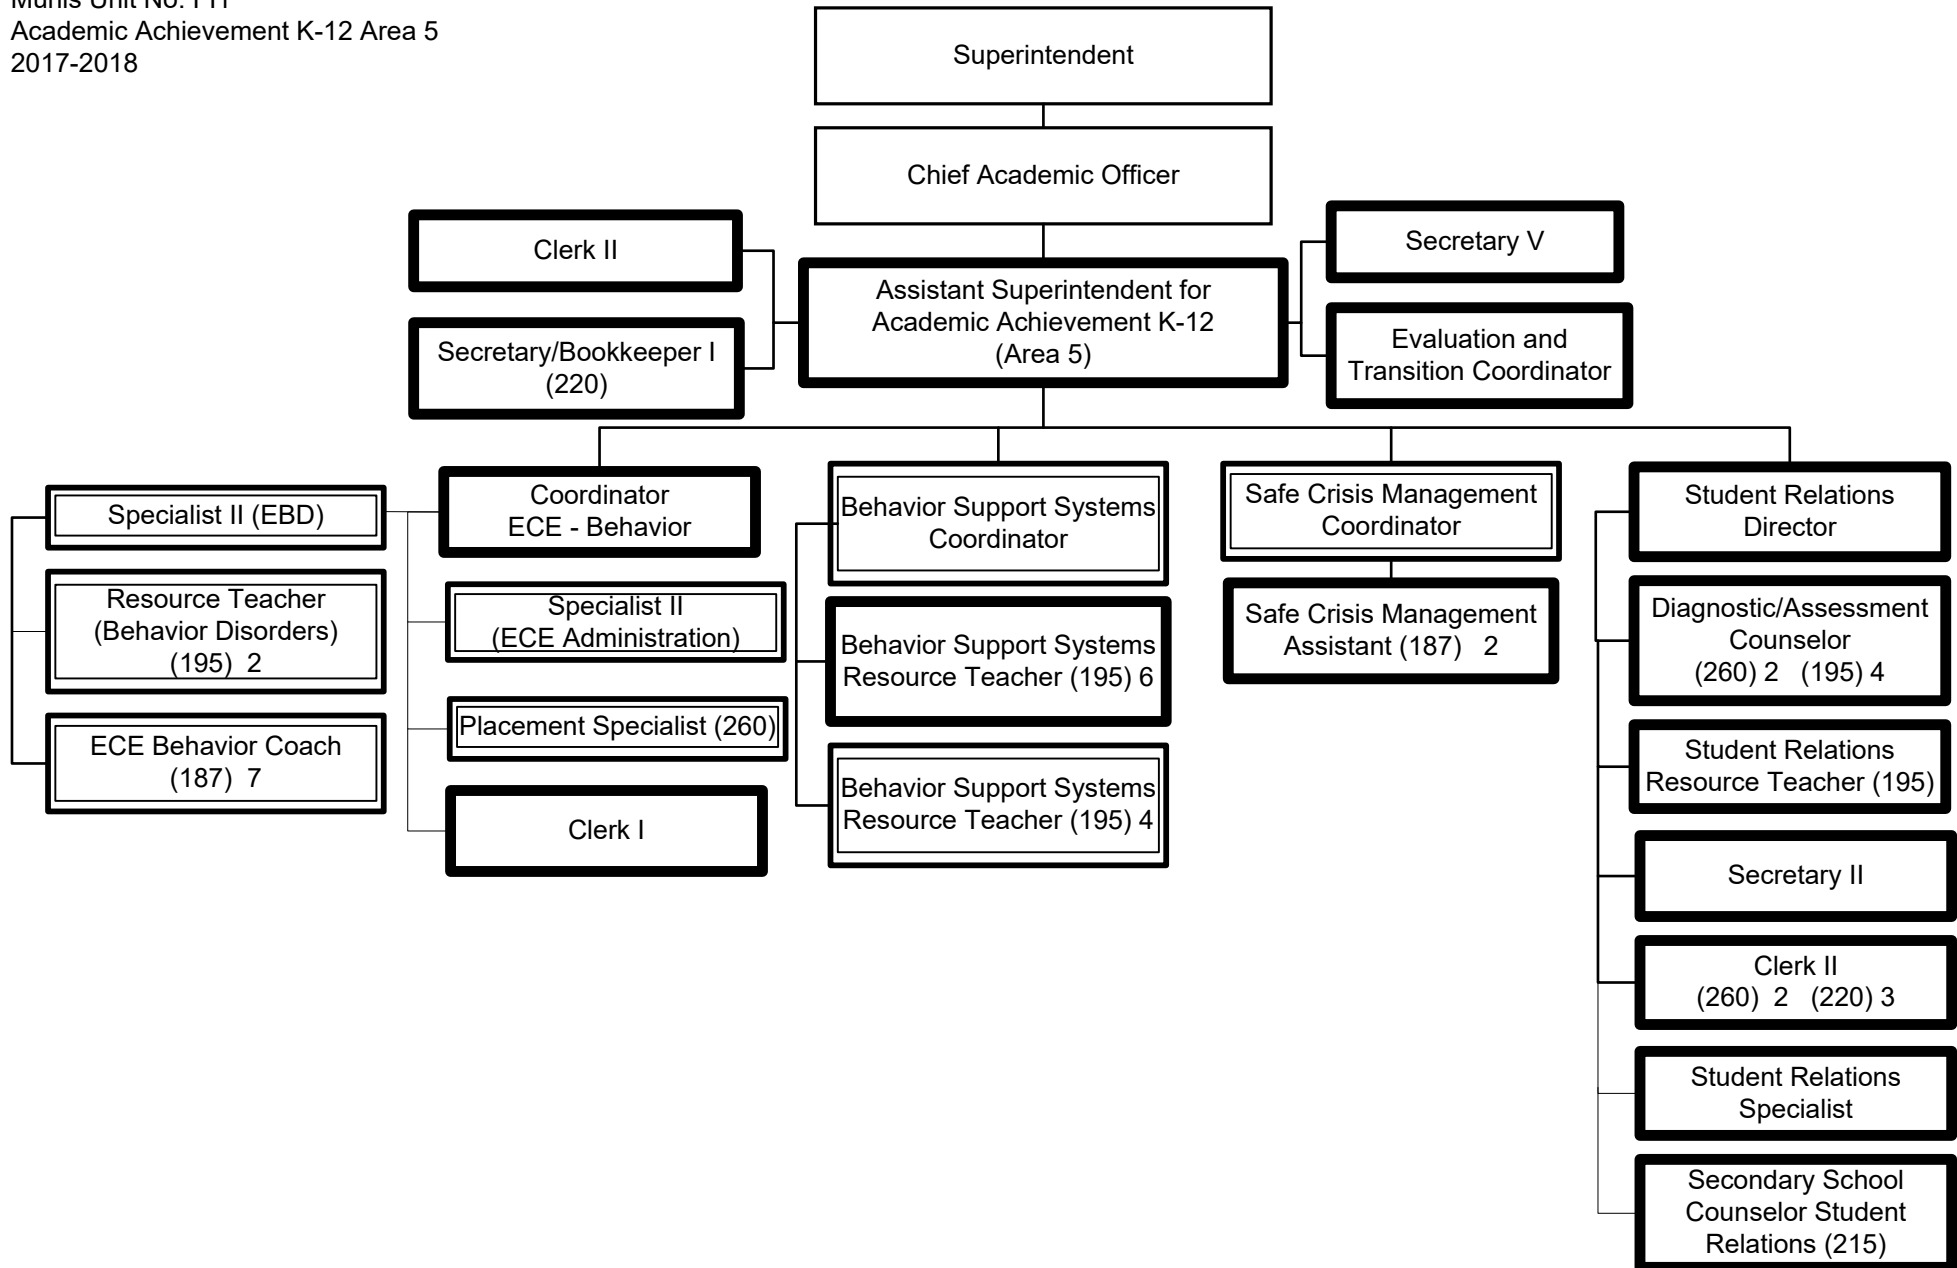 Academic Achievement K-12 Area 5
2017-2018
Superintendent
Chief Academic Officer
Clerk II
Secretary V
Assistant Superintendent for
Academic Achievement K-12
(Area 5)
Secretary/Bookkeeper I
(220)
Evaluation and
Transition Coordinator
Specialist II (EBD)
Resource Teacher
(Behavior Disorders)
(195) 2
ECE Behavior Coach
(187) 7
Coordinator
ECE - Behavior
Specialist II
(ECE Administration)
Placement Specialist (260)
Clerk I
Behavior Support Systems
Coordinator
Behavior Support Systems
Resource Teacher (195) 6
Behavior Support Systems
Resource Teacher (195) 4
Safe Crisis Management
Coordinator
Safe Crisis Management
Assistant (187) 2
Student Relations
Director
Diagnostic/Assessment
Counselor
(260) 2 (195) 4
Student Relations
Resource Teacher (195)
Secretary II
Clerk II
(260) 2 (220) 3
Student Relations
Specialist
Secondary School
Counselor Student
Relations (215)